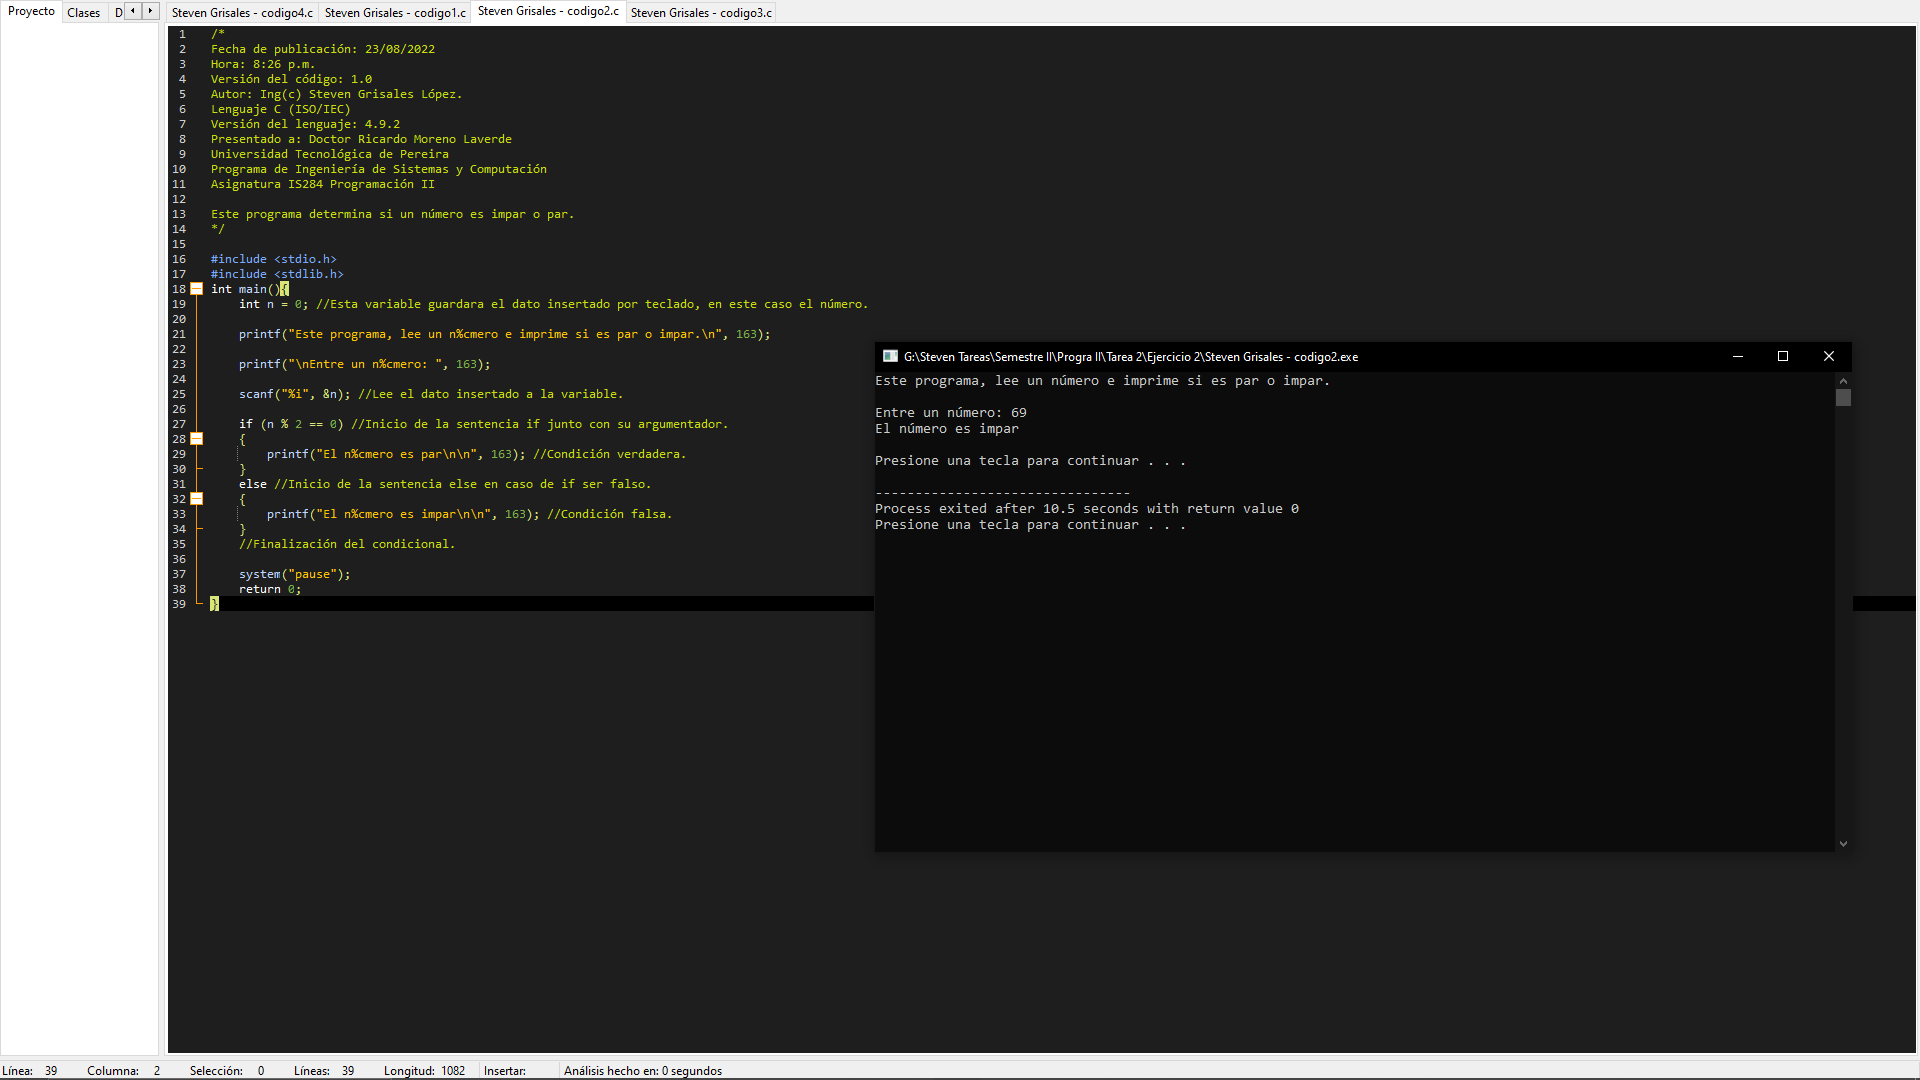 Proyecto Clases D Steven Grisales - codigo4.c Steven Grisales - codigo1.c Steven Grisales - codigo2.c Steven Grisales - codigo3.c
1 /*
2 Fecha de publicación: 23/08/2022
3 Hora: 8:26 p.m.
4 Versión del código: 1.0
5 Autor: Ing(c) Steven Grisales López.
6 Lenguaje C (ISO/IEC)
7 Versión del lenguaje: 4.9.2
8 Presentado a: Doctor Ricardo Moreno Laverde
9 Universidad Tecnológica de Pereira
10 Programa de Ingeniería de Sistemas y Computación
11 Asignatura IS284 Programación II
12
13 Este programa determina si un número es impar o par.
14 */
15
16 #include <stdio.h>
17 #include <stdlib.h>
18 int main(){
19 int n = 0; //Esta variable guardara el dato insertado por teclado, en este caso el número.
20
21 printf("Este programa, lee un n%cmero e imprime si es par o impar.\n", 163);
22
23 printf("\nEntre un n%cmero: ", 163);
24
25 scanf("%i", &n); //Lee el dato insertado a la variable.
26
27 if (n % 2 == 0) //Inicio de la sentencia if junto con su argumentador.
28 {
29 printf("El n%cmero es par\n\n", 163); //Condición verdadera.
30 }
31 else //Inicio de la sentencia else en caso de if ser falso.
32 {
33 printf("El n%cmero es impar\n\n", 163); //Condición falsa.
34 }
35 //Finalización del condicional.
36
37 system("pause");
38 return 0;
39 }
G:\Steven Tareas\Semestre II\Progra II\Tarea 2\Ejercicio 2\Steven Grisales - codigo2.exe
Este programa, lee un número e imprime si es par o impar.
Entre un número: 69
El número es impar
Presione una tecla para continuar . . .
--------------------------------
Process exited after 10.5 seconds with return value 0
Presione una tecla para continuar . . .
Línea: 39 Columna: 2 Selección: 0 Líneas: 39 Longitud: 1082 Insertar: Análisis hecho en: 0 segundos